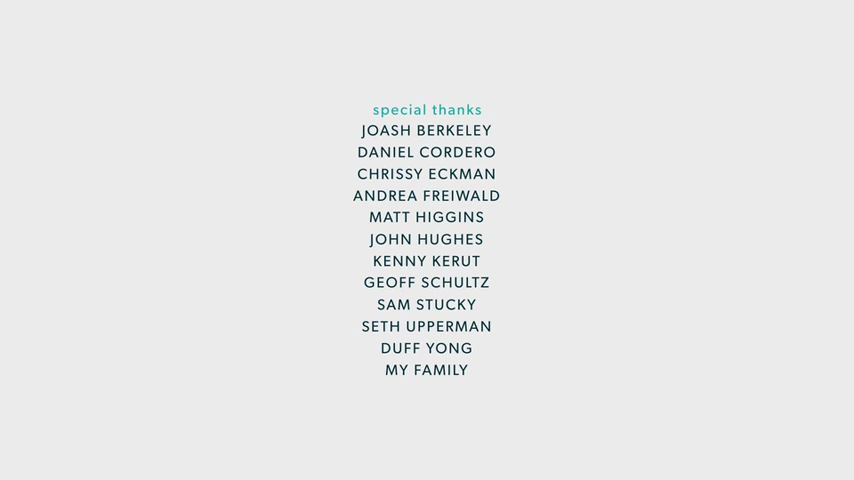 special thanks
JOASH BERKELEY
DANIEL CORDERO
CHRISSY ECKMAN
ANDREA FREIWALD
MATT HIGGINS
JOHN HUGHES
KENNY KERUT
GEOFF SCHULTZ
SAM STUCKY
SETH UPPERMAN
DUFF YONG
MY FAMILY